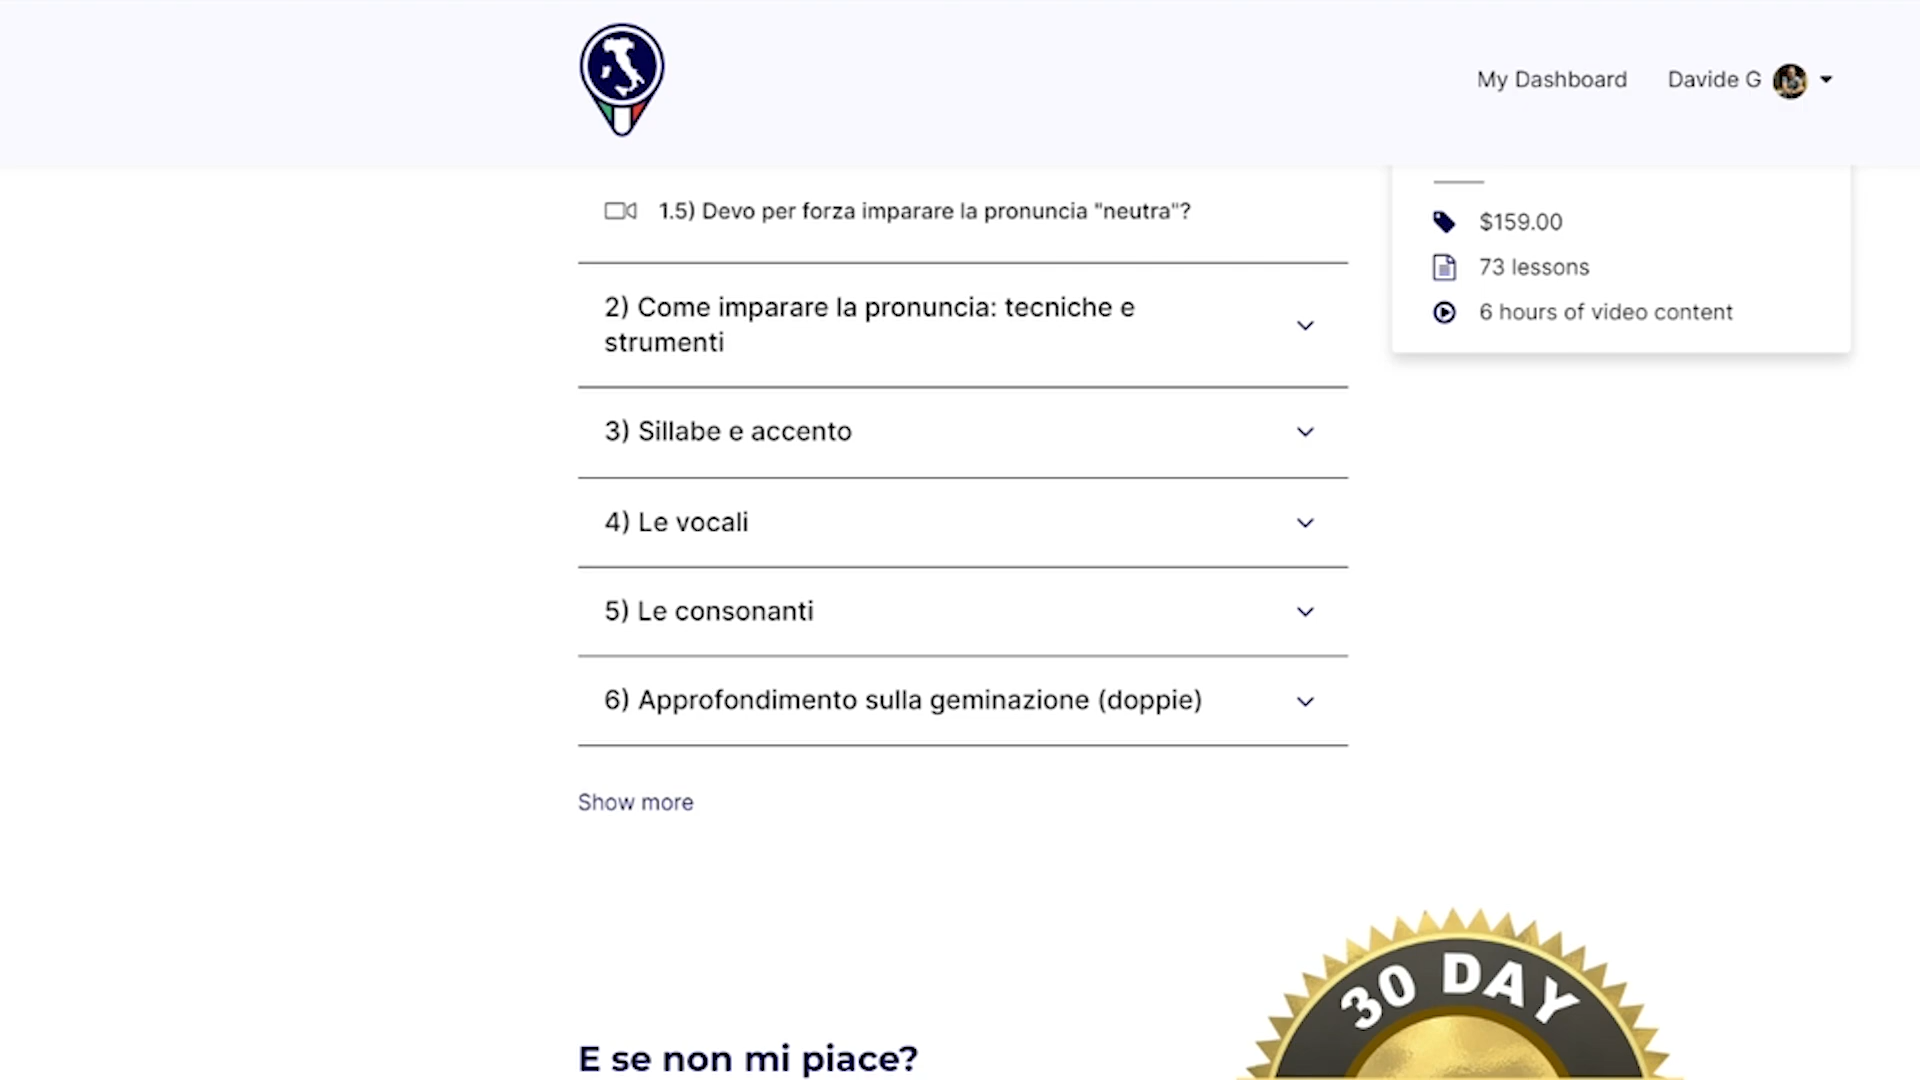 My Dashboard
Davide G
1.5) Devo per forza imparare la pronuncia "neutra"?
$159.00
73 lessons
6 hours of video content
2) Come imparare la pronuncia: tecniche e
strumenti
3) Sillabe e accento
4) Le vocali
5) Le consonanti
6) Approfondimento sulla geminazione (doppie)
Show more
30 DAY
E se non mi piace?